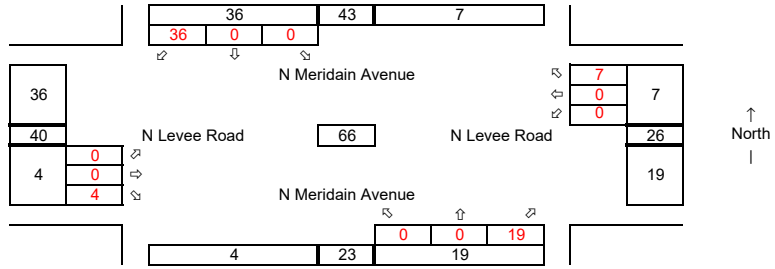 36 43 7
36 0 0
⬃ ⇩ ⬂
N Meridain Avenue
⬁ 7
36 ⇦ 0 7
⬃ 0
40 N Levee Road 66 N Levee Road 26
↑
North
|
0 ⬀
4 0 ⇨ 19
4 ⬂
N Meridain Avenue
⬁ ⇧ ⬀
0 0 19
4 23 19